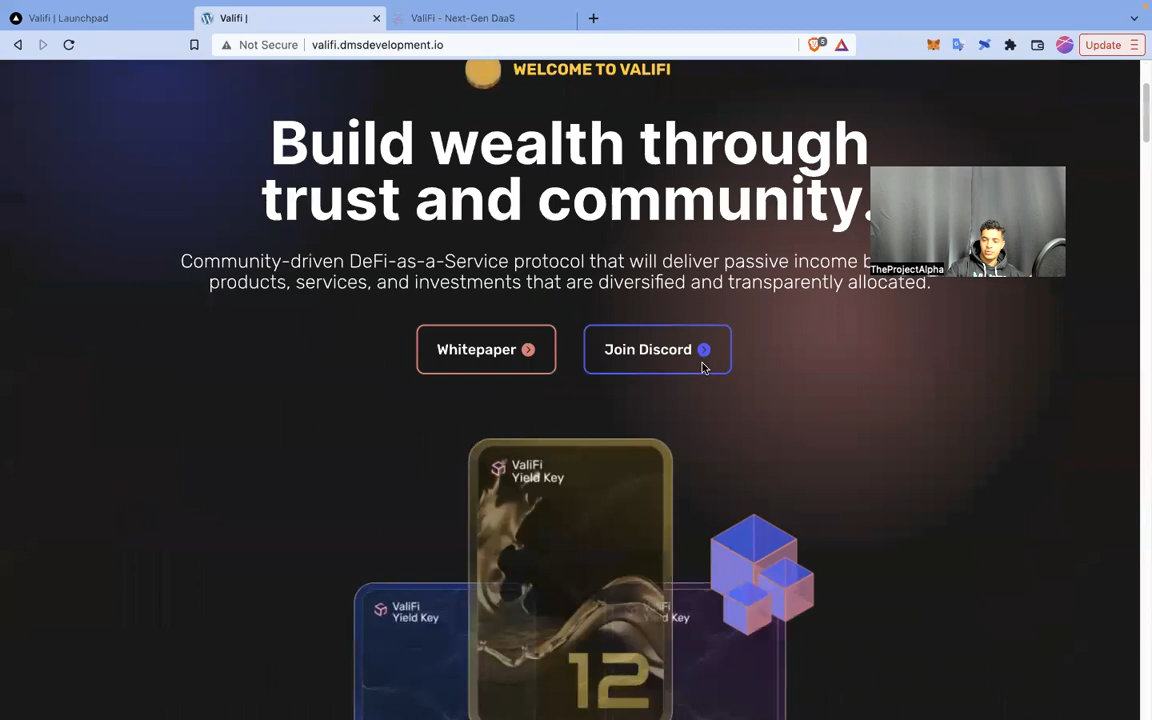 Valifi | Launchpad
Valifi |
ValiFi - Next-Gen DaaS
Not Secure
valifi.dmsdevelopment.io
5
Update
WELCOME TO VALIFI
Build wealth through
trust and community.
Community-driven DeFi-as-a-Service protocol that will deliver passive income
products, services, and investments that are diversified and transparently allocated.
TheProjectAlpha
Whitepaper
Join Discord
ValiFi
Yield Key
ValiFi
Yield Key
ValiFi
Yield Key
12